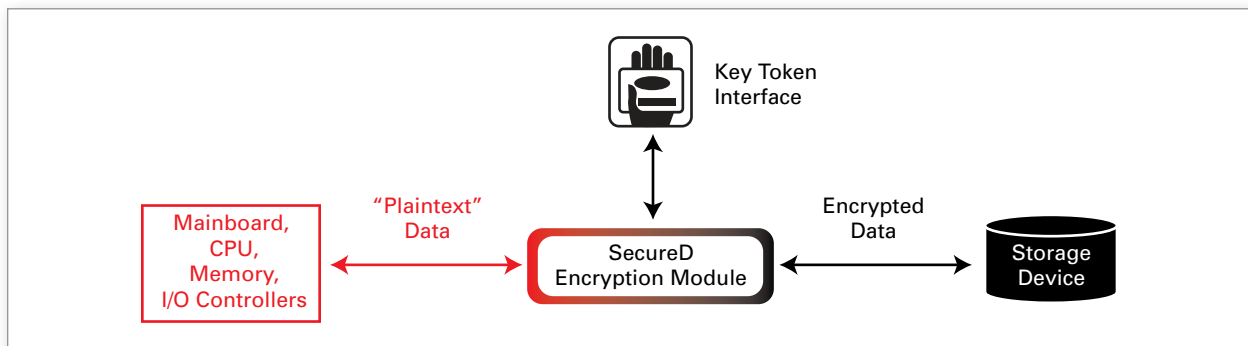 Key Token
Interface
“Plaintext”
Data
Encrypted
Data
Mainboard,
CPU,
Memory,
I/O Controllers
SecureD
Encryption Module
Storage
Device